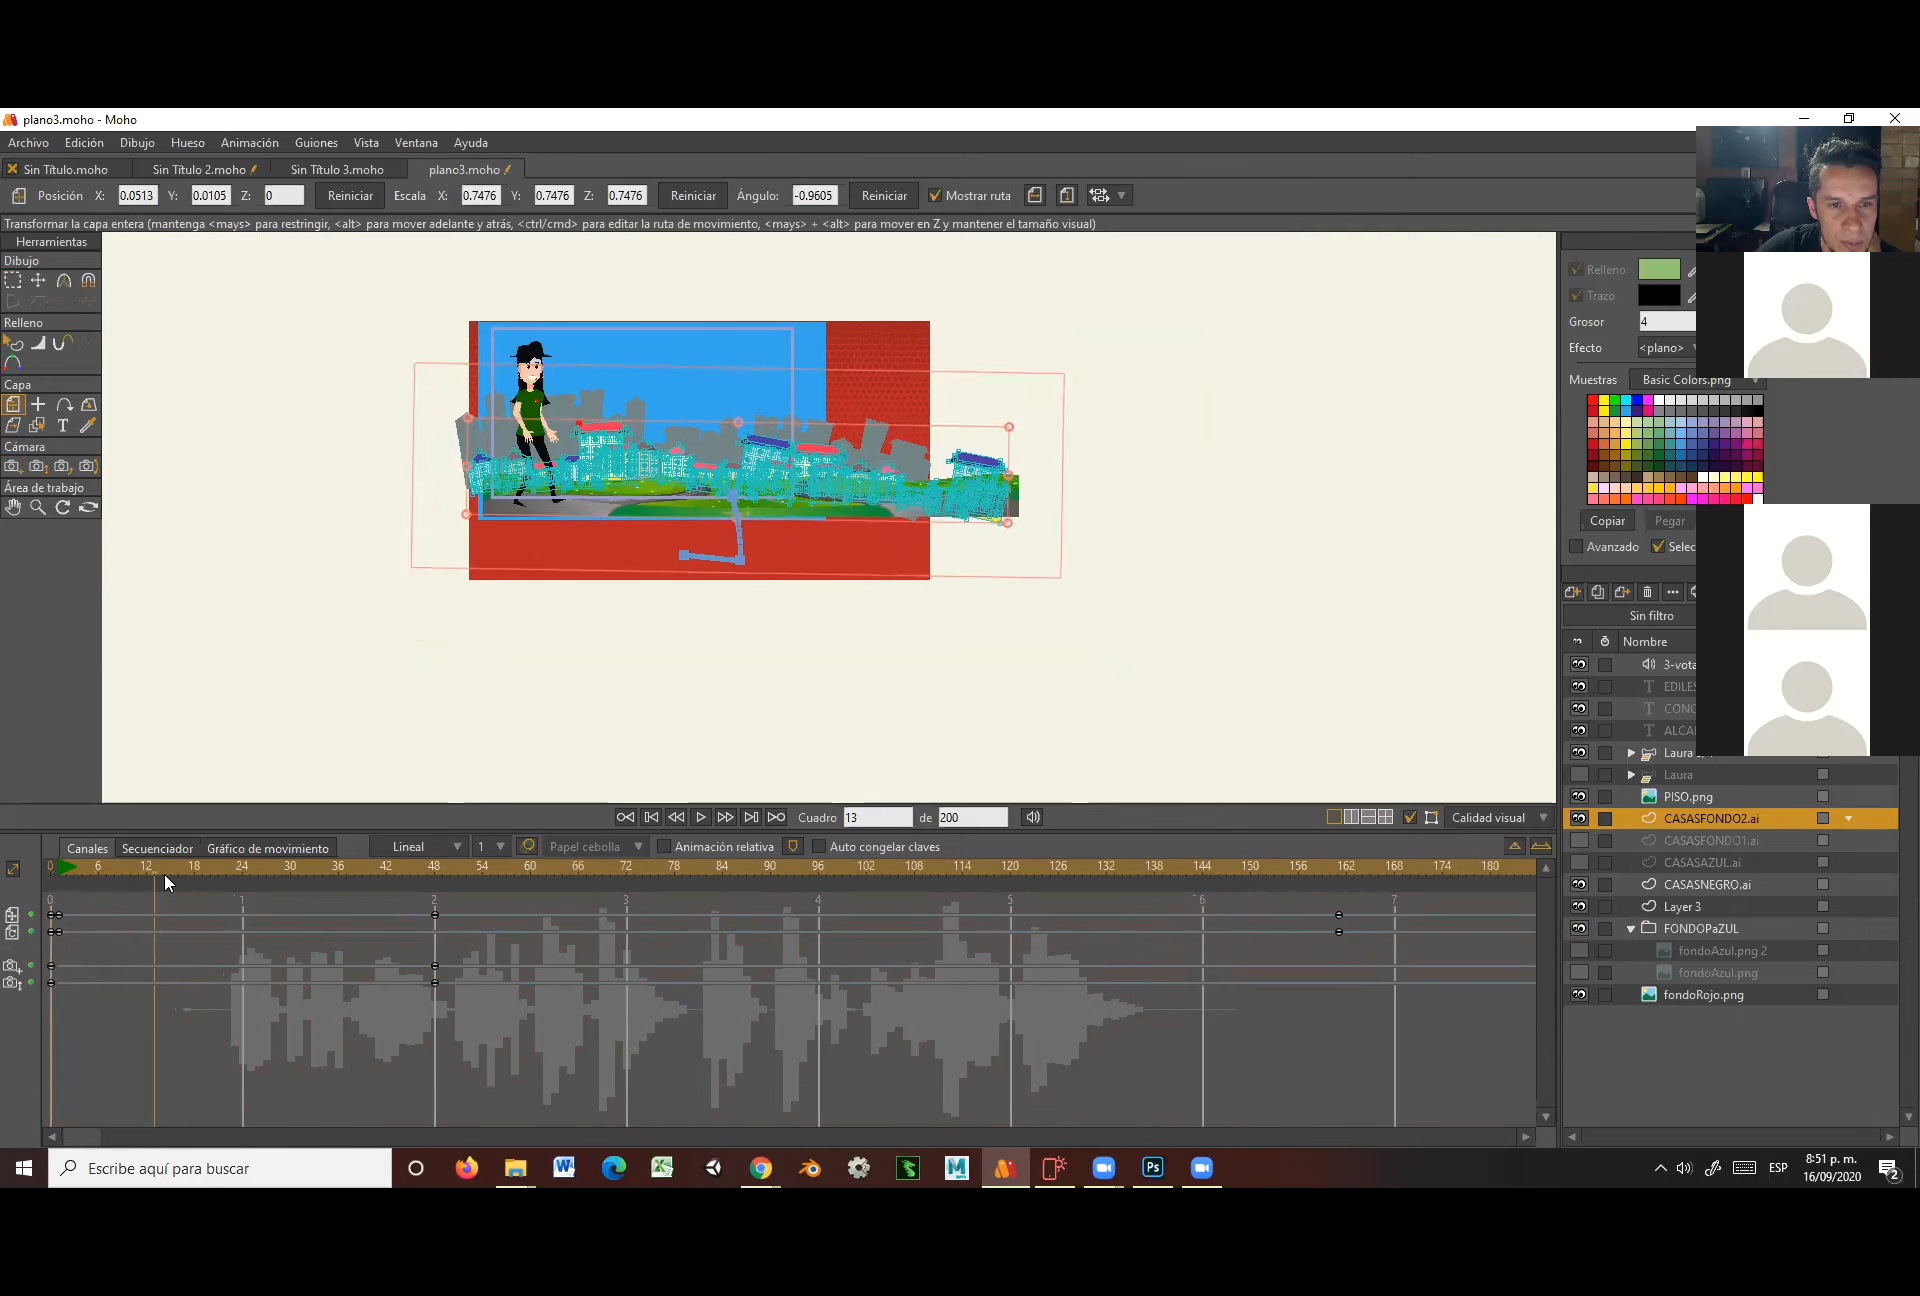 plano3.moho - Moho
Archivo Edición Dibujo Hueso Animación Guiones Vista Ventana Ayuda
Sin Título.moho Sin Título 2.moho Sin Título 3.moho plano3.moho
Posición X: 0.0513 Y: 0.0105 Z: 0 Reiniciar Escala X: 0.7476 Y: 0.7476 Z: 0.7476 Reiniciar Ángulo: -0.9605 Reiniciar Mostrar ruta
Transformar la capa entera (mantenga <mays> para restringir, <alt> para mover adelante y atrás, <ctrl/cmd> para editar la ruta de movimiento, <mays> + <alt> para mover en Z y mantener el tamaño visual)
Herramientas
Dibujo
Relleno
Capa
Cámara
Área de trabajo
Relleno
Trazo
Grosor 4
Efecto <plano>
Muestras Basic Colors.png
Copiar Pegar
Avanzado Selec
Sin filtro
Nombre
3-vota
EDILES
CONC
ALCA
Laura
Laura
PISO.png
CASASFONDO2.ai
CASASFONDO1.ai
CASASAZUL.ai
CASASNEGRO.ai
Layer 3
FONDOPaZUL
fondoAzul.png 2
fondoAzul.png
fondoRojo.png
Cuadro 13 de 200 Calidad visual
Canales Secuenciador Gráfico de movimiento Lineal 1 Papel cebolla Animación relativa Auto congelar claves
0 6 12 18 24 30 36 42 48 54 60 66 72 78 84 90 96 102 108 114 120 126 132 138 144 150 156 162 168 174 180
0 1 2 3 4 5 6 7
Escribe aquí para buscar
ESP
8:51 p. m.
16/09/2020
2